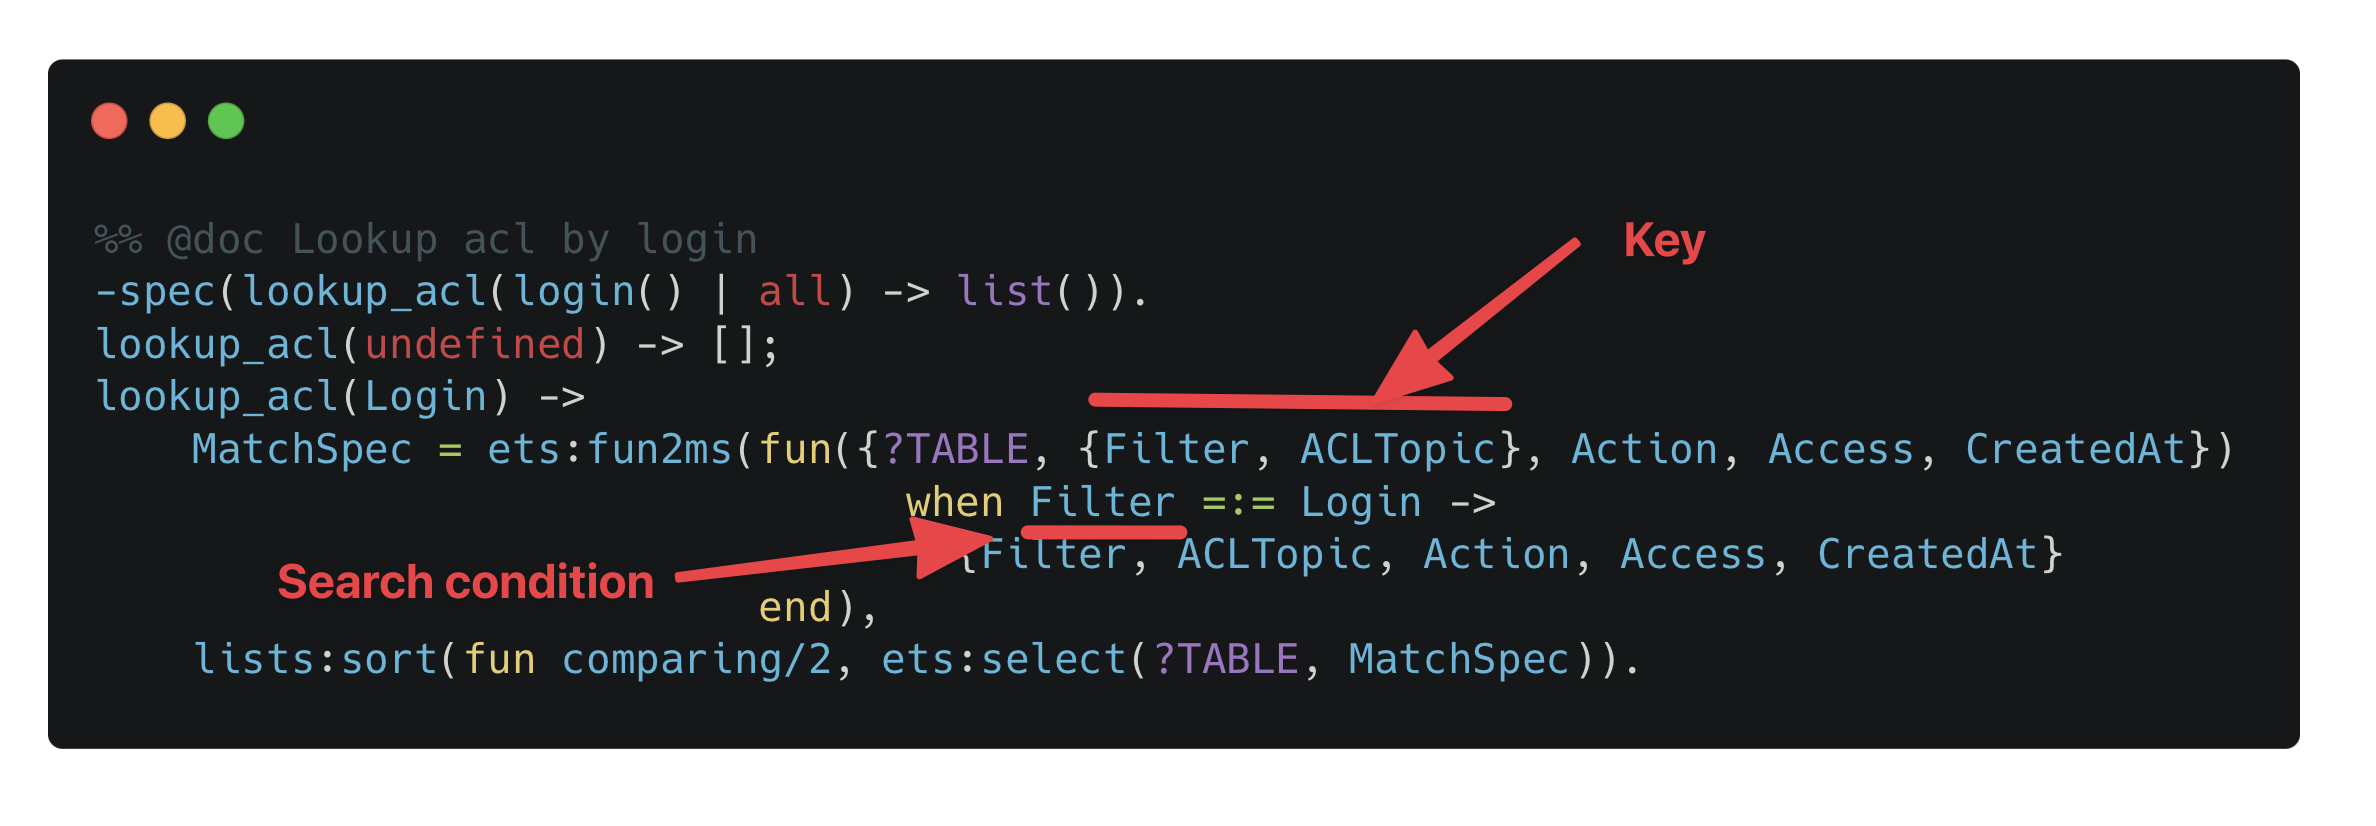 %% @doc Lookup acl by login
Key
-spec(lookup_acl(login() | all) -> list()).
lookup_acl(undefined) -> [];
lookup_acl(Login) ->
    MatchSpec = ets:fun2ms(fun({?TABLE, {Filter, ACLTopic}, Action, Access, CreatedAt})
                                 when Filter =:= Login ->
                                   {Filter, ACLTopic, Action, Access, CreatedAt}
Search condition
                           end),
    lists:sort(fun comparing/2, ets:select(?TABLE, MatchSpec)).